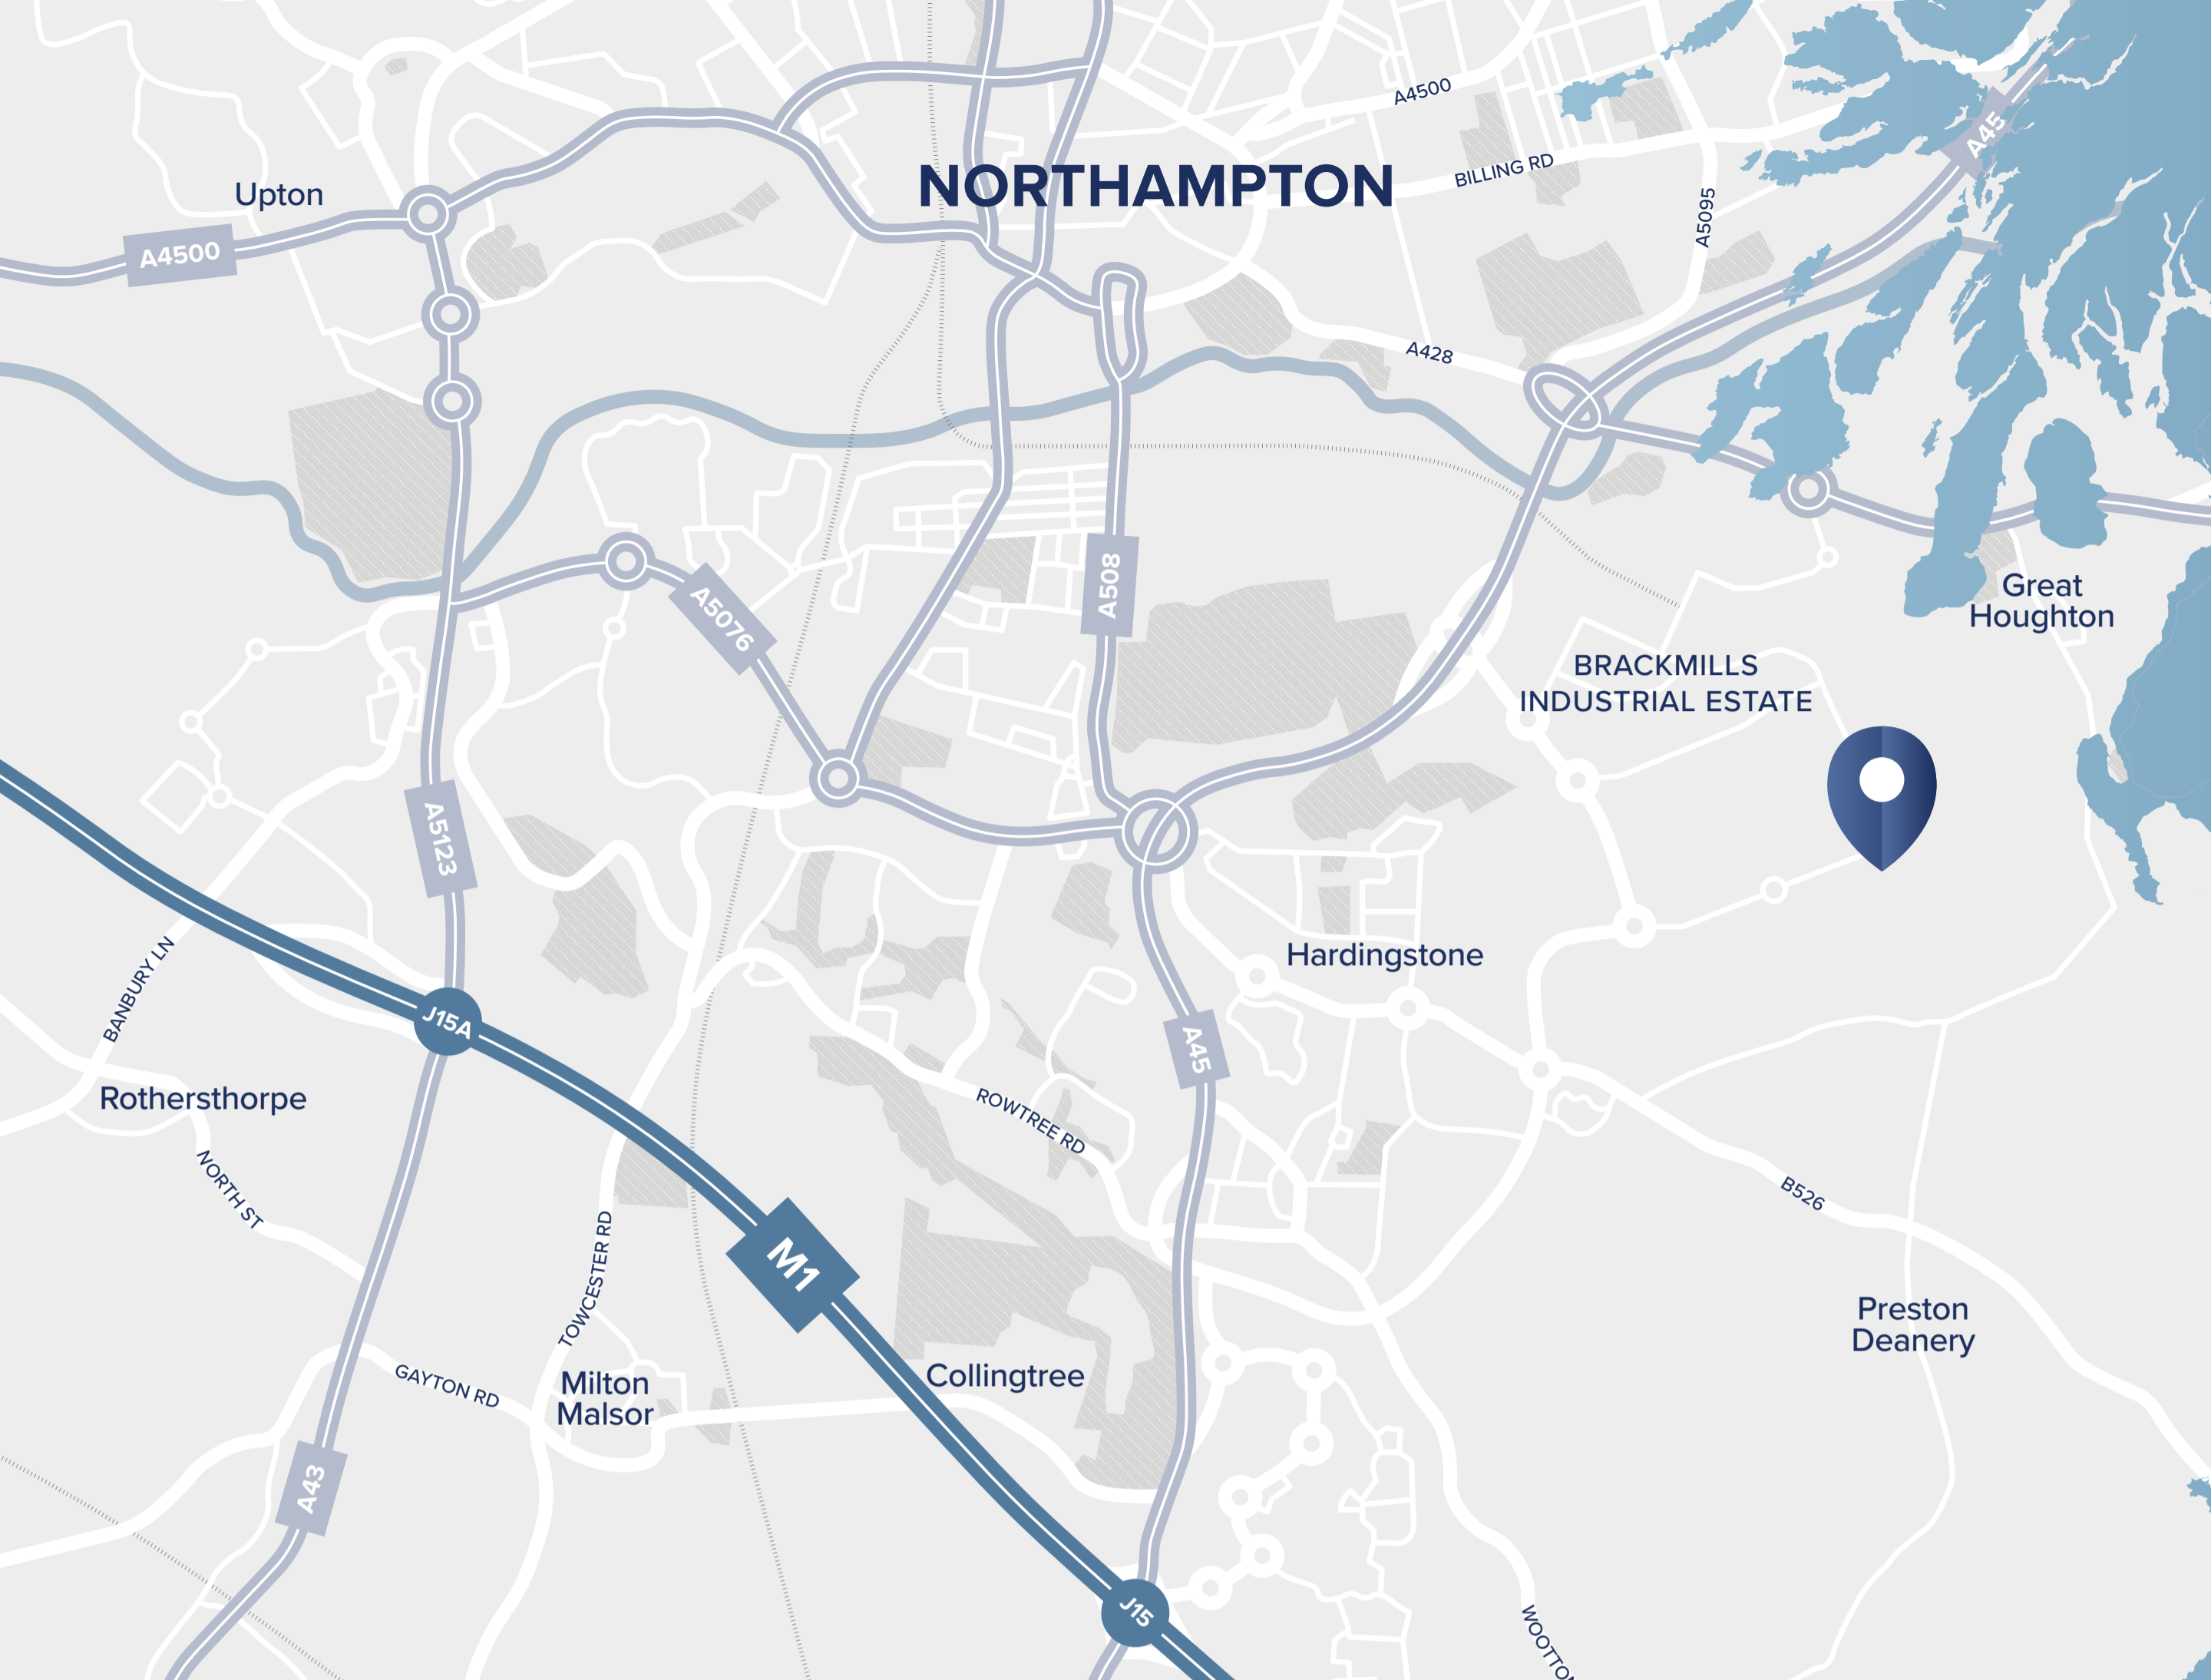 A4500
A45
BILLING RD
NORTHAMPTON
Upton
A5095
A4500
A428
A508
Great
Houghton
A5076
BRACKMILLS
INDUSTRIAL ESTATE
A5123
Hardingstone
BANBURY LN
J15A
A45
Rothersthorpe
ROWTREE RD
NORTH ST
B526
M1
TOWCESTER RD
Preston
Deanery
Collingtree
GAYTON RD
Milton
Malsor
A43
J15